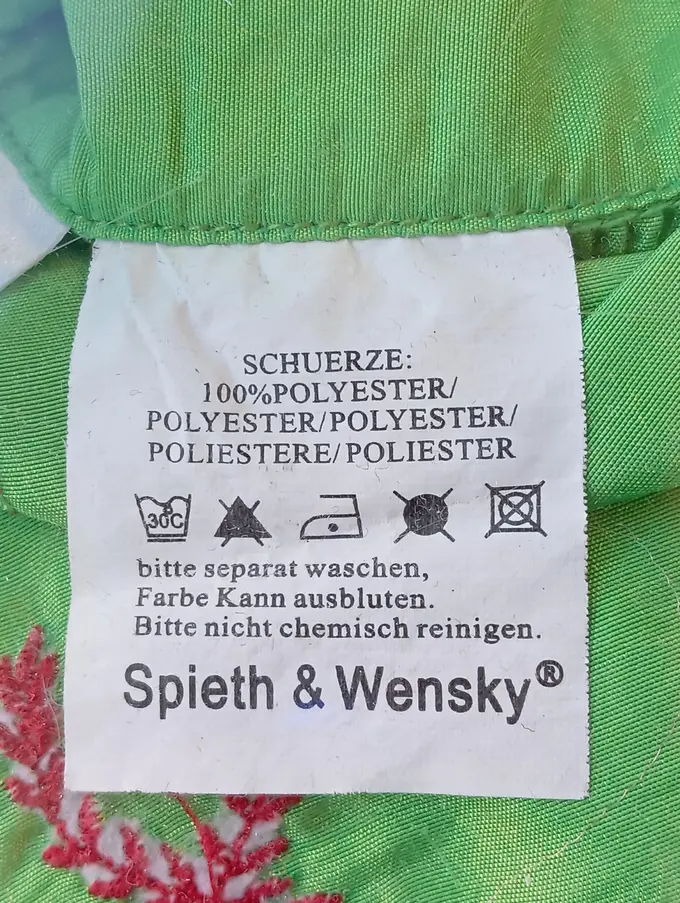 SCHUERZE:
100%POLYESTER/
POLYESTER/POLYESTER/
POLIESTERE/POLIESTER
30C
bitte separat waschen,
Farbe Kann ausbluten.
Bitte nicht chemisch reinigen.
Spieth & Wensky®